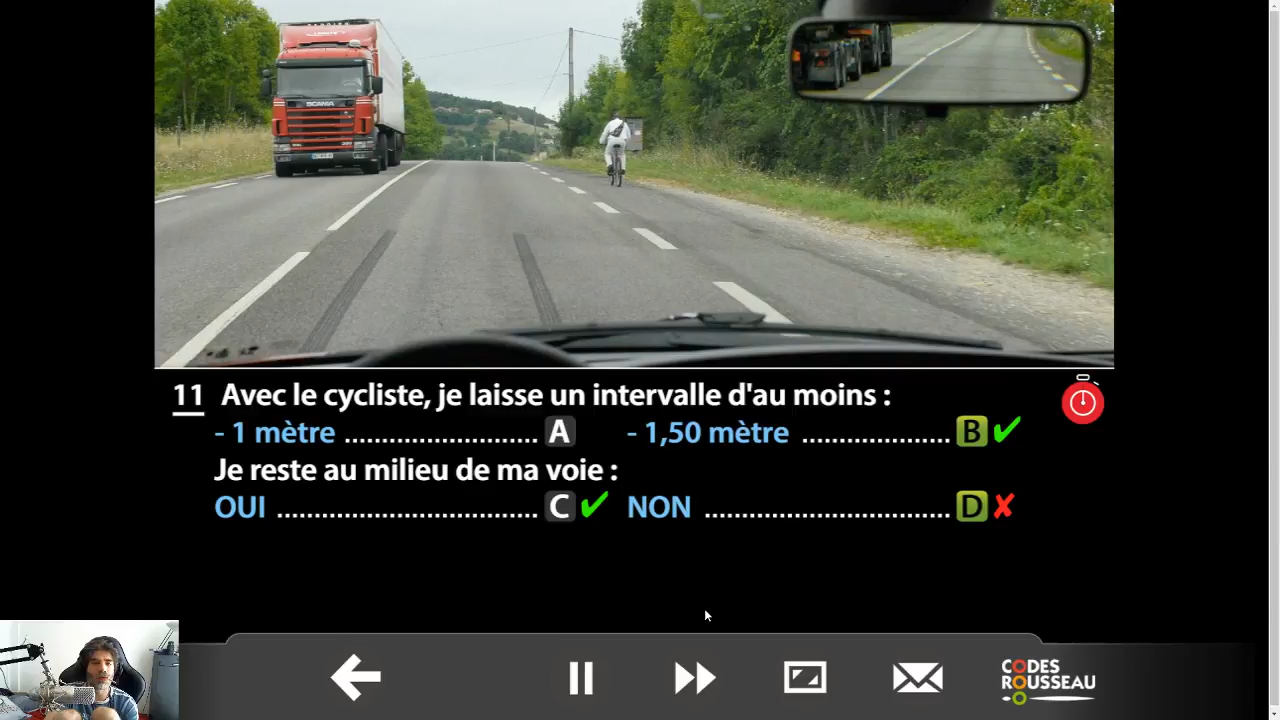 SCANIA
11 Avec le cycliste, je laisse un intervalle d'au moins :
- 1 mètre ............................ A - 1,50 mètre ..................... B
Je reste au milieu de ma voie :
OUI ..................................... C NON ................................... D
CODES
ROUSSEAU